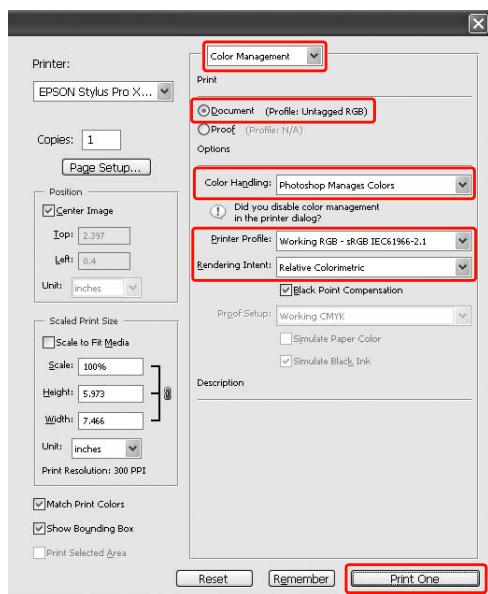 Printer:
EPSON Stylus Pro X...
Copies: 1
Page Setup...
Position
Center Image
Top: 2.397
Left: 0.4
Unit: inches
Scaled Print Size
Scale to Fit Media
Scale: 100%
Height: 5.973
Width: 7.466
Unit: inches
Print Resolution: 300 PPI
Match Print Colors
Show Bounding Box
Print Selected Area
Color Management
Print
Document (Profile: Untagged RGB)
Proof (Profile: N/A)
Options
Color Handling: Photoshop Manages Colors
Did you disable color management
in the printer dialog?
Printer Profile: Working RGB - sRGB IEC61966-2.1
Rendering Intent: Relative Colorimetric
Black Point Compensation
Proof Setup: Working CMYK
Simulate Paper Color
Simulate Black Ink
Description
Reset Remember Print One